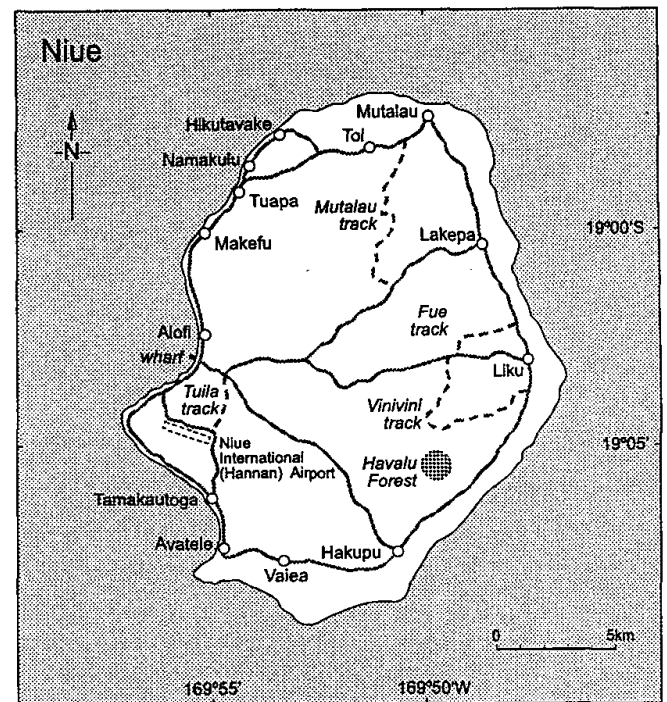 Niue
N
Hikutavake
Mutalau
Toi
Namakulu
Tuapa
Mutalau
track
Makefu
Lakepa
19°00'S
Fue
track
Alofi
wharf
Liku
Tuila
track
Vinivini
track
Niue
International
(Hannan) Airport
Havalu
Forest
19°05'
Tamakautoga
Avatele
Hakupu
Vaiea
0 5km
169°55'
169°50'W